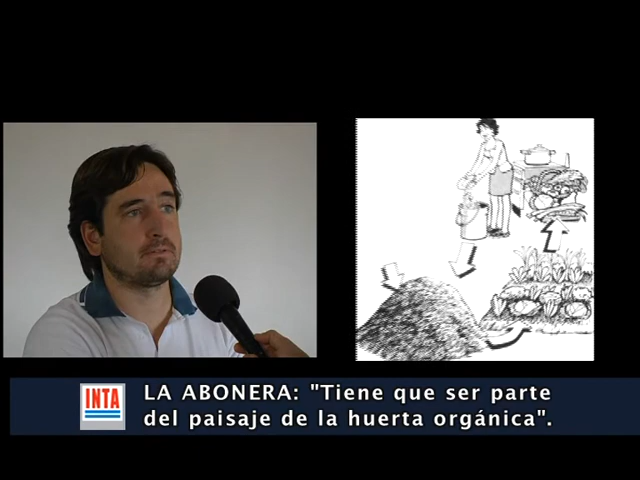 INTA
LA ABONERA: "Tiene que ser parte
del paisaje de la huerta orgánica".